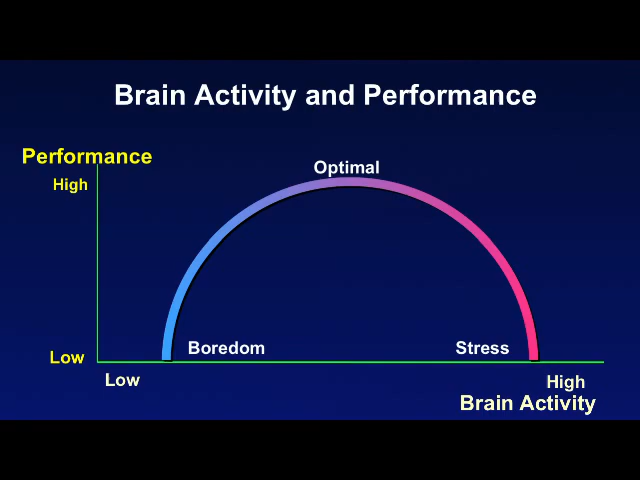 Brain Activity and Performance
Performance
High
Optimal
Boredom
Stress
Low
Low
High
Brain Activity